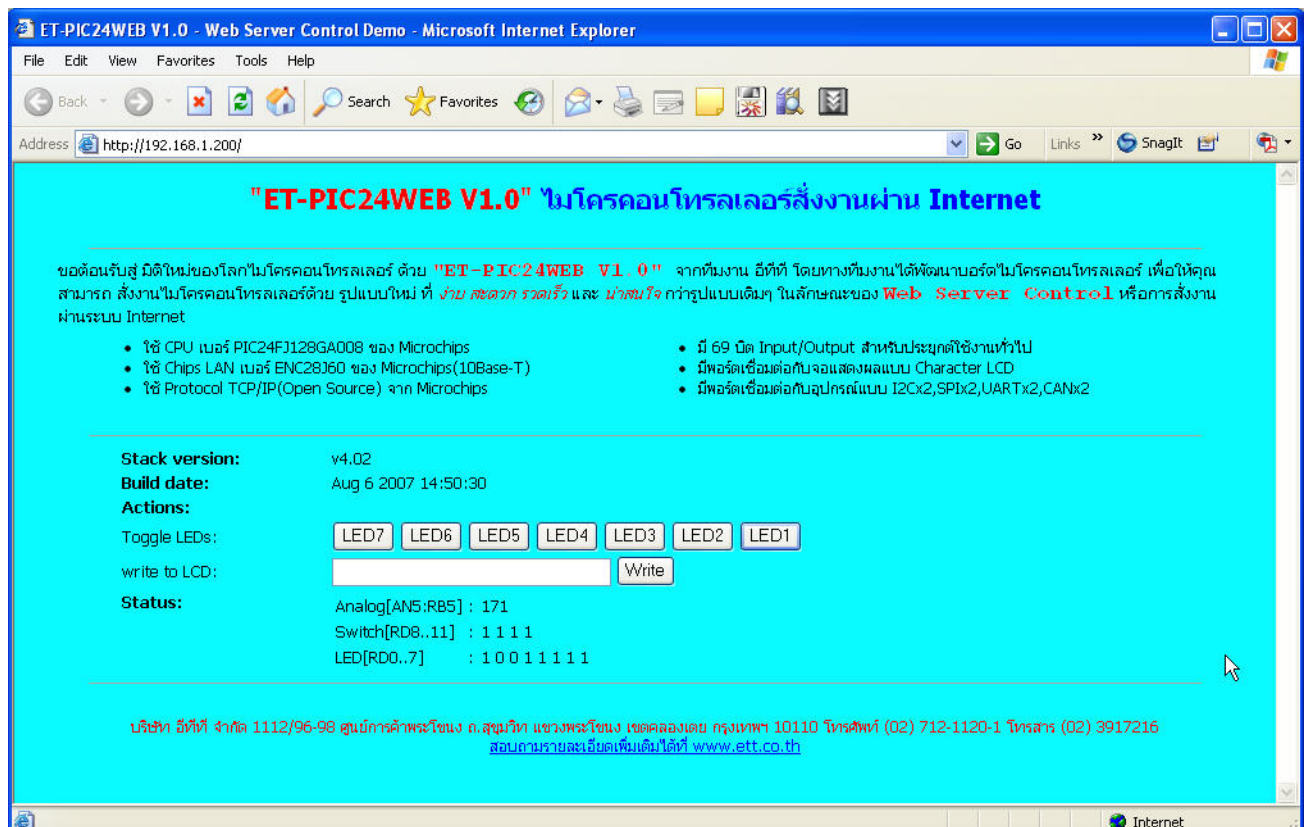 ET-PIC24WEB V1.0 - Web Server Control Demo - Microsoft Internet Explorer
File Edit View Favorites Tools Help
Back Search Favorites
Address http://192.168.1.200/ Go Links » SnagIt
"ET-PIC24WEB V1.0" ไมโครคอนโทรลเลอร์สั่งงานผ่าน Internet
ขอต้อนรับสู่ มิติใหม่ของโลกไมโครคอนโทรลเลอร์ ด้วย "ET-PIC24WEB V1.0" จากทีมงาน อีทีที โดยทางทีมงานได้พัฒนาบอร์ดไมโครคอนโทรลเลอร์ เพื่อให้คุณ
สามารถ สั่งงานไมโครคอนโทรลเลอร์ด้วย รูปแบบใหม่ ที่ ง่าย สะดวก รวดเร็ว และ น่าสนใจ กว่ารูปแบบเดิมๆ ในลักษณะของ Web Server Control หรือการสั่งงาน
ผ่านระบบ Internet
• ใช้ CPU เบอร์ PIC24FJ128GA008 ของ Microchips
• ใช้ Chips LAN เบอร์ ENC28J60 ของ Microchips(10Base-T)
• ใช้ Protocol TCP/IP(Open Source) จาก Microchips
• มี 69 บิต Input/Output สำหรับประยุกต์ใช้งานทั่วไป
• มีพอร์ตเชื่อมต่อกับจอแสดงผลแบบ Character LCD
• มีพอร์ตเชื่อมต่อกับอุปกรณ์แบบ I2Cx2,SPIx2,UARTx2,CANx2
Stack version: v4.02
Build date: Aug 6 2007 14:50:30
Actions:
Toggle LEDs: LED7 LED6 LED5 LED4 LED3 LED2 LED1
write to LCD: Write
Status: Analog[AN5:RB5] : 171
Switch[RD8..11] : 1 1 1 1
LED[RD0..7] : 1 0 0 1 1 1 1 1
บริษัท อีทีที จำกัด 1112/96-98 ศูนย์การค้าพระโขนง ถ.สุขุมวิท แขวงพระโขนง เขตคลองเตย กรุงเทพฯ 10110 โทรศัพท์ (02) 712-1120-1 โทรสาร (02) 3917216
สอบถามรายละเอียดเพิ่มเติมได้ที่ www.ett.co.th
Internet